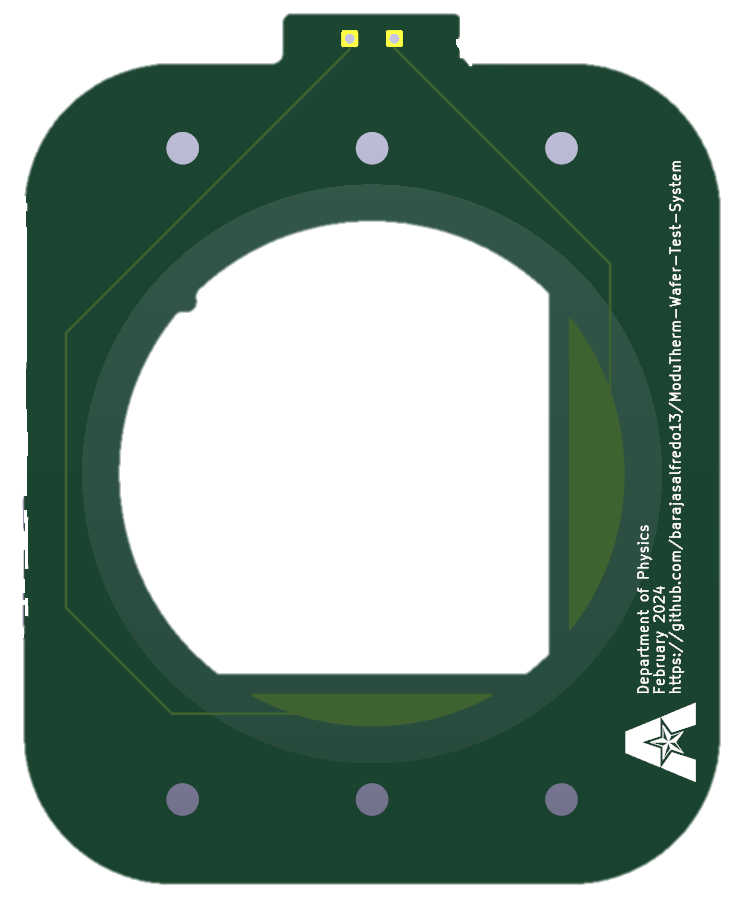 Department of Physics
February 2024
https://github.com/barajasalfredo13/ModuTherm-Wafer-Test-System
A